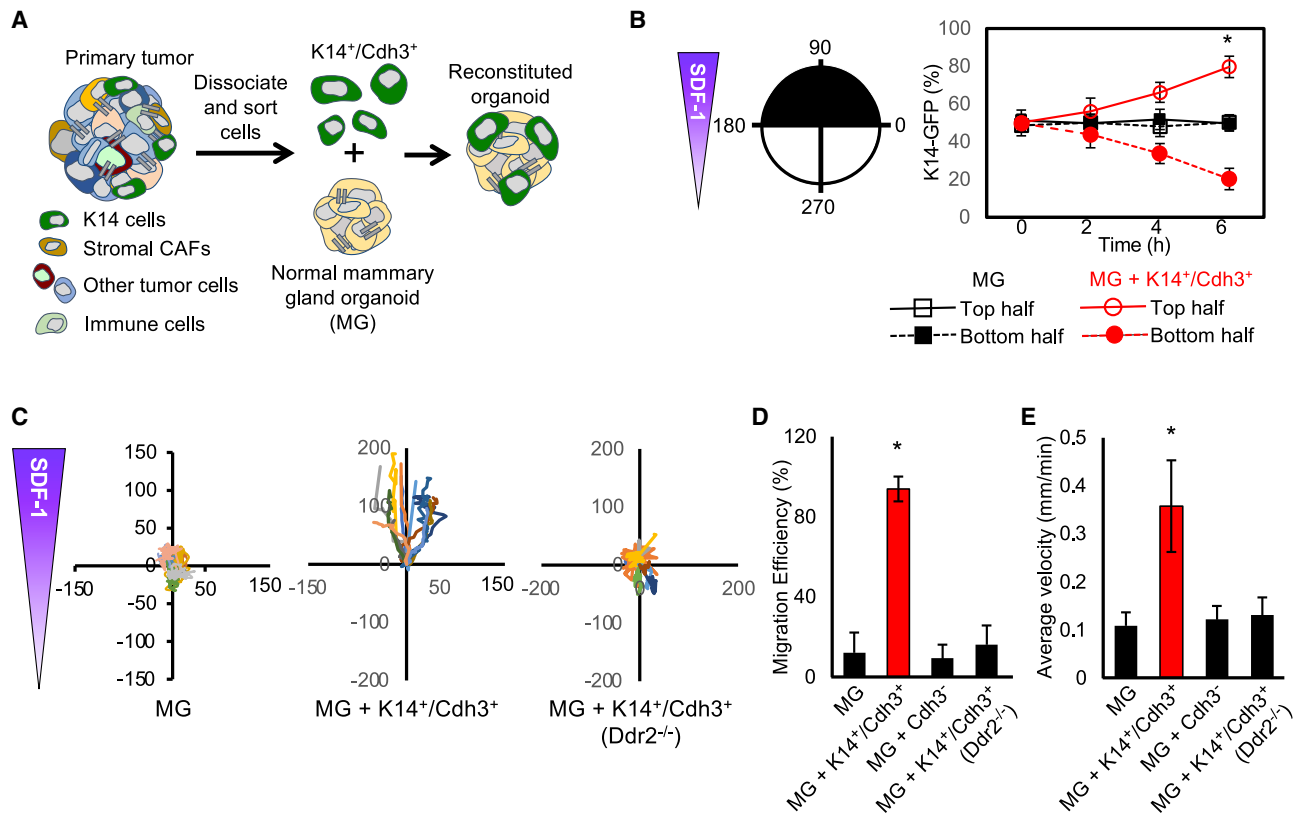 A
Primary tumor
Dissociate
and sort
cells
K14⁺/Cdh3⁺
+
Normal mammary
gland organoid
(MG)
Reconstituted
organoid
K14 cells
Stromal CAFs
Other tumor cells
Immune cells
B
SDF-1
90
180
0
270
K14-GFP (%)
100
80
60
40
20
0
*
0 2 4 6
Time (h)
MG
Top half
Bottom half
MG + K14⁺/Cdh3⁺
Top half
Bottom half
C
SDF-1
150
100
50
0
-50
-100
-150
-150 50 150
MG
200
100
0
-100
-200
-150 50 150
MG + K14⁺/Cdh3⁺
200
100
0
-100
-200
-200 0 200
MG + K14⁺/Cdh3⁺
(Ddr2⁻/⁻)
D
Migration Efficiency (%)
120
80
40
0
*
MG
MG + K14⁺/Cdh3⁺
MG + Cdh3⁻
MG + K14⁺/Cdh3⁺
(Ddr2⁻/⁻)
E
Average velocity (mm/min)
0.5
0.4
0.3
0.2
0.1
0
*
MG
MG + K14⁺/Cdh3⁺
MG + Cdh3⁻
MG + K14⁺/Cdh3⁺
(Ddr2⁻/⁻)